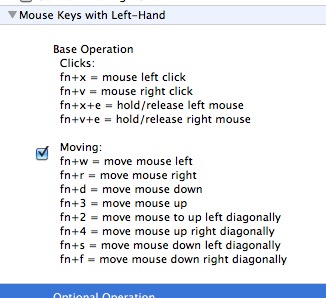 Mouse Keys with Left-Hand
Base Operation
Clicks:
fn+x = mouse left click
fn+v = mouse right click
fn+x+e = hold/release left mouse
fn+v+e = hold/release right mouse
Moving:
fn+w = move mouse left
fn+r = move mouse right
fn+d = move mouse down
fn+3 = move mouse up
fn+2 = move mouse to up left diagonally
fn+4 = move mouse up right diagonally
fn+s = move mouse down left diagonally
fn+f = move mouse down right diagonally
Optional Operation